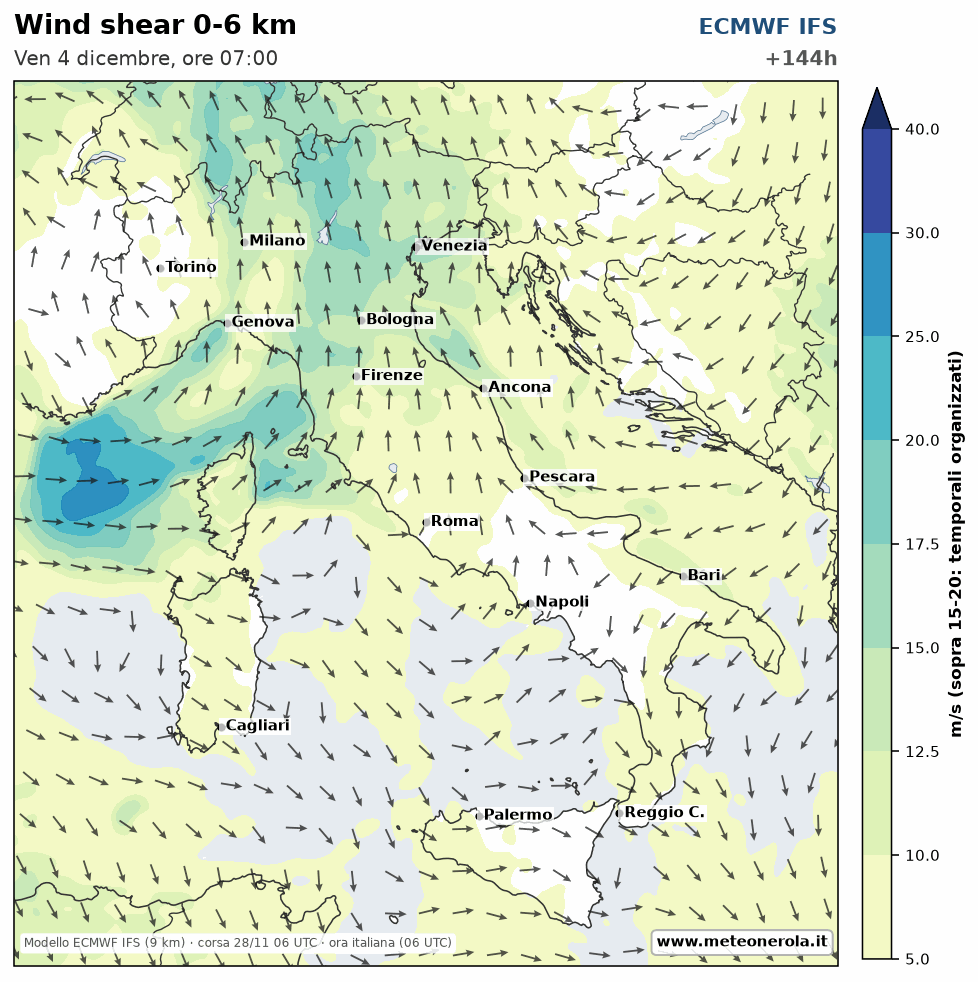 Wind shear 0-6 km
ECMWF IFS
Ven 4 dicembre, ore 07:00
+144h
Milano
Venezia
Torino
Genova
Bologna
Firenze
Ancona
Pescara
Roma
Bari
Napoli
Cagliari
Palermo
Reggio C.
Modello ECMWF IFS (9 km) · corsa 28/11 06 UTC · ora italiana (06 UTC)
www.meteonerola.it
40.0
30.0
25.0
20.0
17.5
15.0
12.5
10.0
5.0
m/s (sopra 15-20: temporali organizzati)